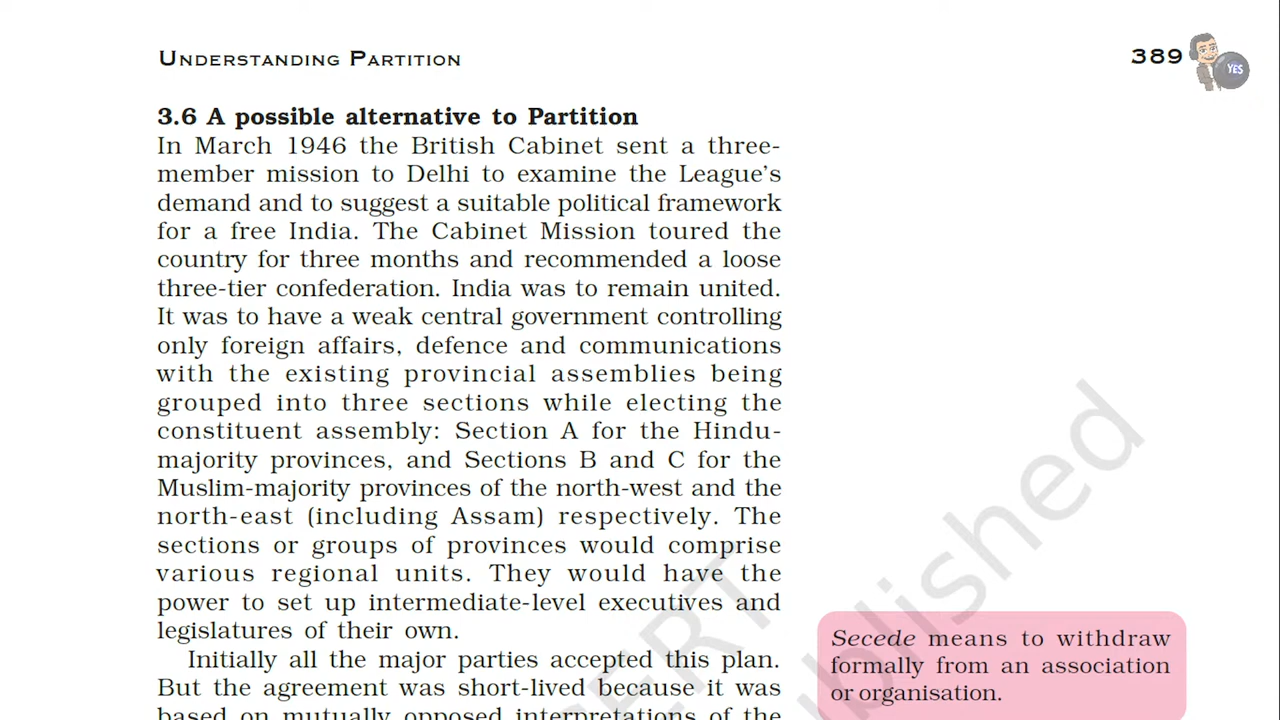 UNDERSTANDING PARTITION
389
YES
3.6 A possible alternative to Partition
In March 1946 the British Cabinet sent a three-
member mission to Delhi to examine the League’s
demand and to suggest a suitable political framework
for a free India. The Cabinet Mission toured the
country for three months and recommended a loose
three-tier confederation. India was to remain united.
It was to have a weak central government controlling
only foreign affairs, defence and communications
with the existing provincial assemblies being
grouped into three sections while electing the
constituent assembly: Section A for the Hindu-
majority provinces, and Sections B and C for the
Muslim-majority provinces of the north-west and the
north-east (including Assam) respectively. The
sections or groups of provinces would comprise
various regional units. They would have the
power to set up intermediate-level executives and
legislatures of their own.
Initially all the major parties accepted this plan.
But the agreement was short-lived because it was
based on mutually opposed interpretations of the
Secede means to withdraw
formally from an association
or organisation.